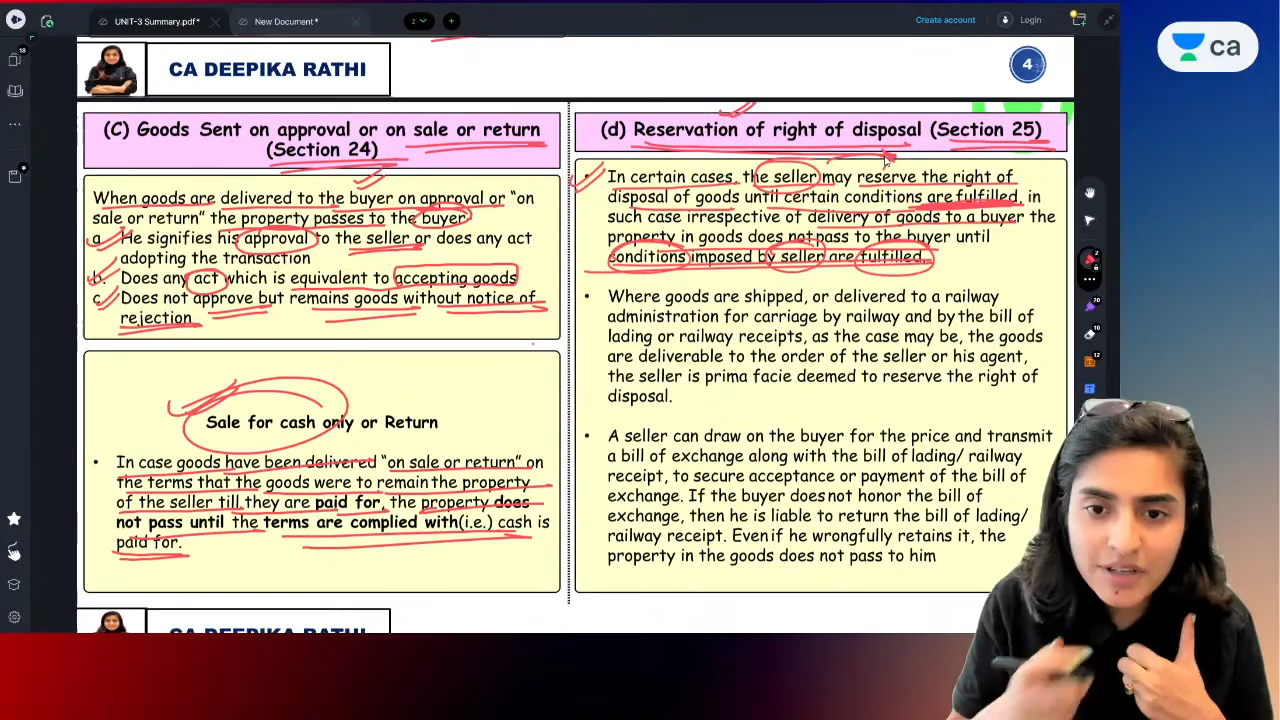 UNIT-3 Summary.pdf*
New Document*
2
Create account
Login
ca
CA DEEPIKA RATHI
4
(C) Goods Sent on approval or on sale or return
(Section 24)
When goods are delivered to the buyer on approval or “on
sale or return” the property passes to the buyer
a. He signifies his approval to the seller or does any act
adopting the transaction
b. Does any act which is equivalent to accepting goods
c. Does not approve but remains goods without notice of
rejection
Sale for cash only or Return
• In case goods have been delivered “on sale or return” on
the terms that the goods were to remain the property
of the seller till they are paid for, the property does
not pass until the terms are complied with(i.e.) cash is
paid for.
(d) Reservation of right of disposal (Section 25)
• In certain cases, the seller may reserve the right of
disposal of goods until certain conditions are fulfilled, in
such case irrespective of delivery of goods to a buyer the
property in goods does not pass to the buyer until
conditions imposed by seller are fulfilled.
• Where goods are shipped, or delivered to a railway
administration for carriage by railway and by the bill of
lading or railway receipts, as the case may be, the goods
are deliverable to the order of the seller or his agent,
the seller is prima facie deemed to reserve the right of
disposal.
• A seller can draw on the buyer for the price and transmit
a bill of exchange along with the bill of lading/ railway
receipt, to secure acceptance or payment of the bill of
exchange. If the buyer does not honor the bill of
exchange, then he is liable to return the bill of lading/
railway receipt. Even if he wrongfully retains it, the
property in the goods does not pass to him
CA DEEPIKA RATHI
18
2
20
10
12